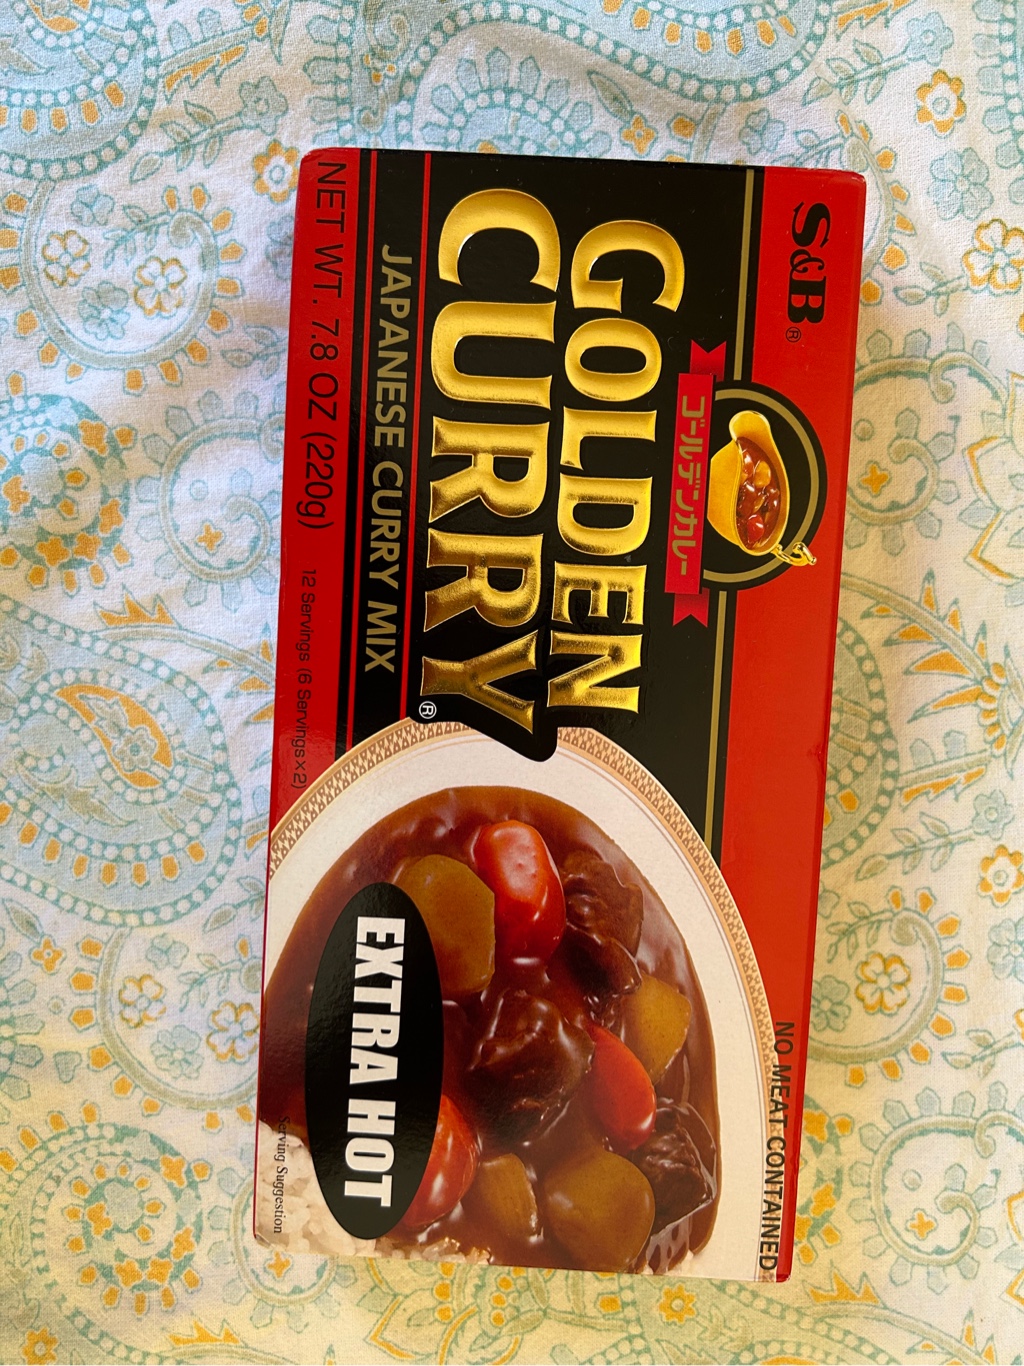 S&B®
ゴールデンカレー
GOLDEN
CURRY®
JAPANESE CURRY MIX
NET WT. 7.8 OZ (220g)
12 Servings (6 Servings×2)
NO MEAT CONTAINED
EXTRA HOT
Serving Suggestion